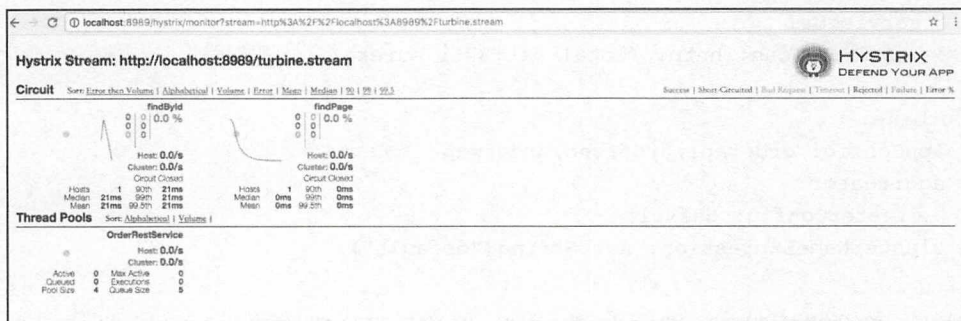 localhost:8989/hystrix/monitor?stream=http%3A%2F%2Flocalhost%3A8989%2Fturbine.stream
Hystrix Stream: http://localhost:8989/turbine.stream
HYSTRIX
DEFEND YOUR APP
Circuit Sort: Error then Volume | Alphabetical | Volume | Error | Mean | Median | 90 | 99 | 99.5
Success | Short-Circuited | Bad Request | Timeout | Rejected | Failure | Error %
findById
0 0 0.0 %
0 0
0 0
Host: 0.0/s
Cluster: 0.0/s
Circuit Closed
Hosts 1 90th 21ms
Median 21ms 99th 21ms
Mean 21ms 99.5th 21ms
findPage
0 0 0.0 %
0 0
0 0
Host: 0.0/s
Cluster: 0.0/s
Circuit Closed
Hosts 1 90th 0ms
Median 0ms 99th 0ms
Mean 0ms 99.5th 0ms
Thread Pools Sort: Alphabetical | Volume |
OrderRestService
Host: 0.0/s
Cluster: 0.0/s
Active 0 Max Active 0
Queued 0 Executions 0
Pool Size 4 Queue Size 5